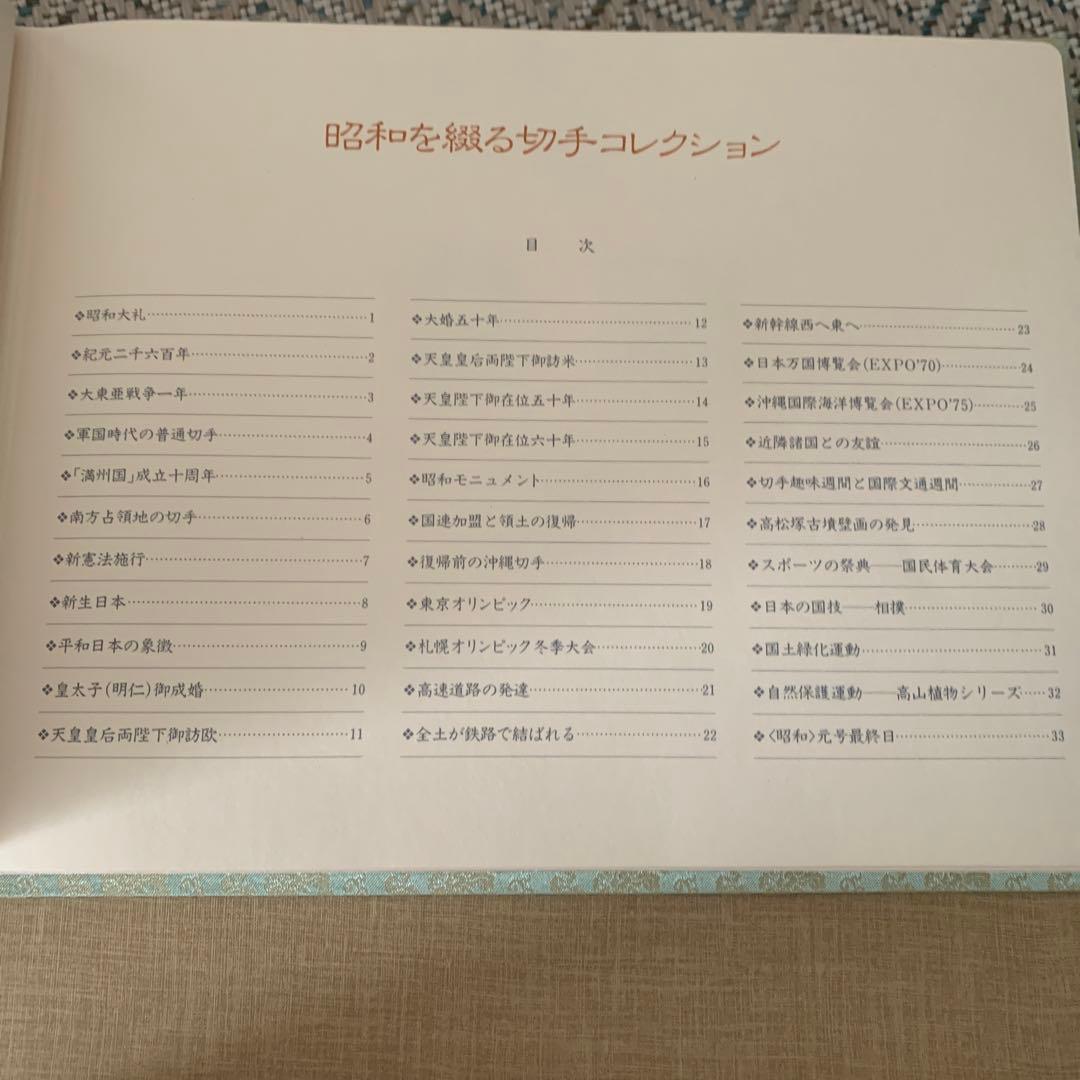 昭和を綴る切手コレクション
目 次
❖昭和大礼……………………………1
❖紀元二千六百年……………………2
❖大東亜戦争一年……………………3
❖軍国時代の普通切手………………4
❖「満州国」成立十周年………………5
❖南方占領地の切手…………………6
❖新憲法施行…………………………7
❖新生日本……………………………8
❖平和日本の象徴……………………9
❖皇太子(明仁)御成婚………………10
❖天皇皇后両陛下御訪欧……………11
❖大婚五十年…………………………12
❖天皇皇后両陛下御訪米……………13
❖天皇陛下御在位五十年……………14
❖天皇陛下御在位六十年……………15
❖昭和モニュメント…………………16
❖国連加盟と領土の復帰……………17
❖復帰前の沖縄切手…………………18
❖東京オリンピック…………………19
❖札幌オリンピック冬季大会………20
❖高速道路の発達……………………21
❖全土が鉄路で結ばれる……………22
❖新幹線西へ東へ……………………23
❖日本万国博覧会(EXPO'70)…………24
❖沖縄国際海洋博覧会(EXPO'75)……25
❖近隣諸国との友誼…………………26
❖切手趣味週間と国際文通週間……27
❖高松塚古墳壁画の発見……………28
❖スポーツの祭典──国民体育大会………29
❖日本の国技──相撲………………30
❖国土緑化運動………………………31
❖自然保護運動──高山植物シリーズ……32
❖〈昭和〉元号最終日…………………33